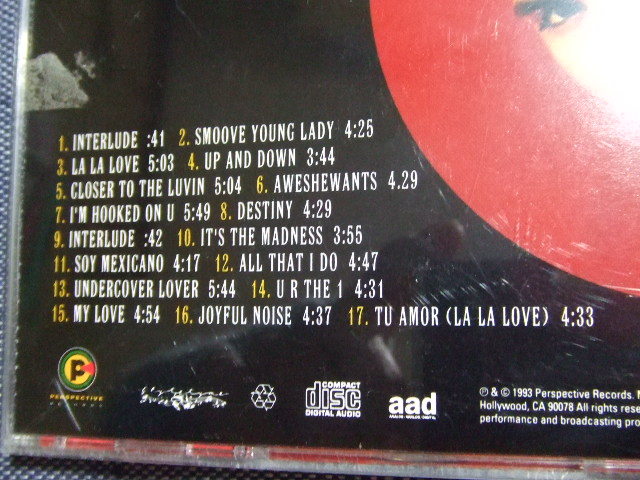 1. INTERLUDE :41 2. SMOOVE YOUNG LADY 4:25
3. LA LA LOVE 5:03 4. UP AND DOWN 3:44
5. CLOSER TO THE LUVIN 5:04 6. AWESHEWANTS 4.29
7. I'M HOOKED ON U 5:49 8. DESTINY 4:29
9. INTERLUDE :42 10. IT'S THE MADNESS 3:55
11. SOY MEXICANO 4:17 12. ALL THAT I DO 4:47
13. UNDERCOVER LOVER 5:44 14. U R THE 1 4:31
15. MY LOVE 4:54 16. JOYFUL NOISE 4:37 17. TU AMOR (LA LA LOVE) 4:33
P
PERSPECTIVE
RECORDS
COMPACT
disc
DIGITAL AUDIO
aad
ANALOG / ANALOG / DIGITAL
℗ & © 1993 Perspective Records.
Hollywood, CA 90078 All rights rese
performance and broadcasting pro